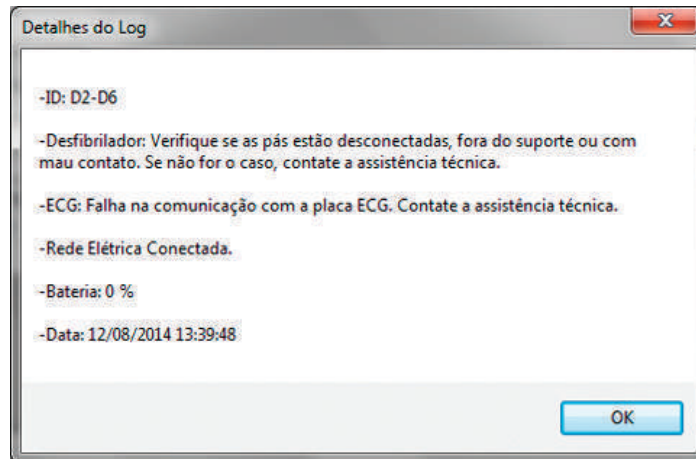 Detalhes do Log
-ID: D2-D6
-Desfibrilador: Verifique se as pás estão desconectadas, fora do suporte ou com
mau contato. Se não for o caso, contate a assistência técnica.
-ECG: Falha na comunicação com a placa ECG. Contate a assistência técnica.
-Rede Elétrica Conectada.
-Bateria: 0 %
-Data: 12/08/2014 13:39:48
OK